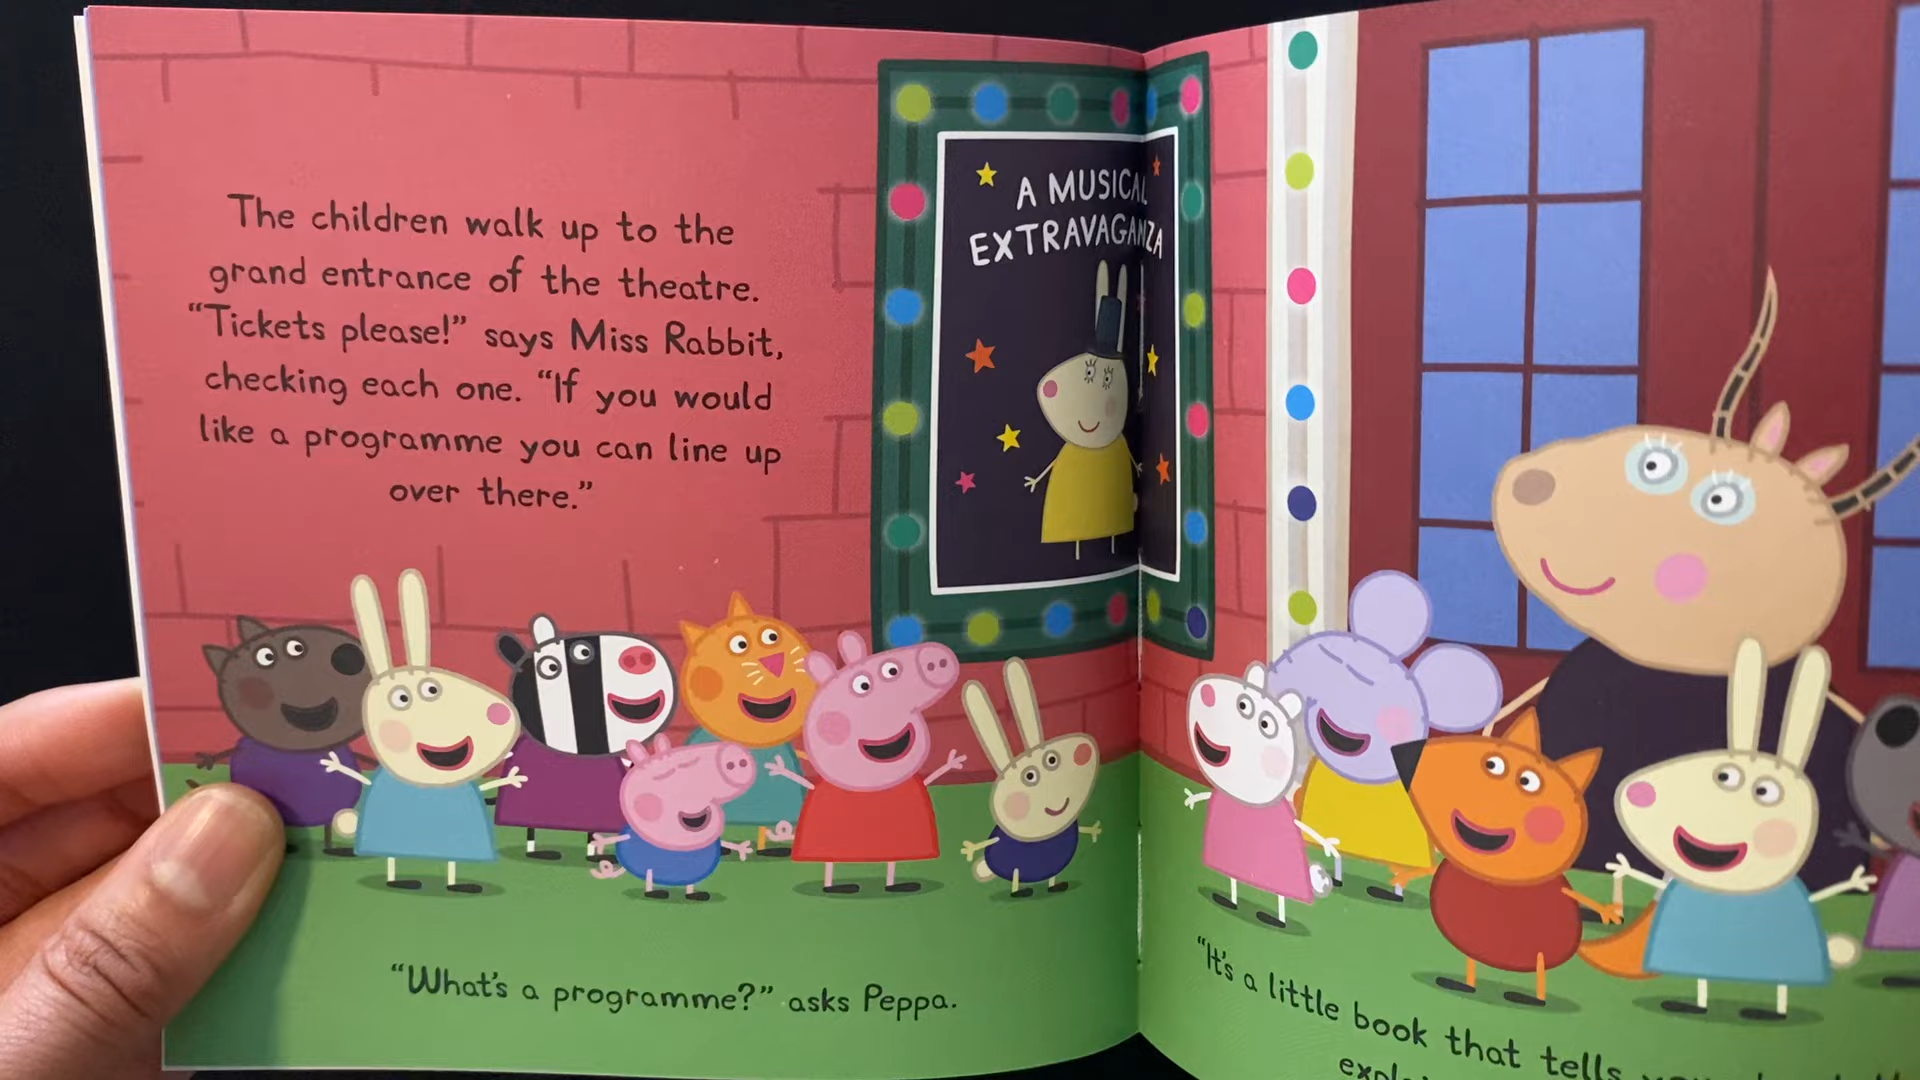 The children walk up to the
grand entrance of the theatre.
“Tickets please!” says Miss Rabbit,
checking each one. “If you would
like a programme you can line up
over there.”
A MUSICAL
EXTRAVAGANZA
“What's a programme?” asks Peppa.
“It's a little book that tells